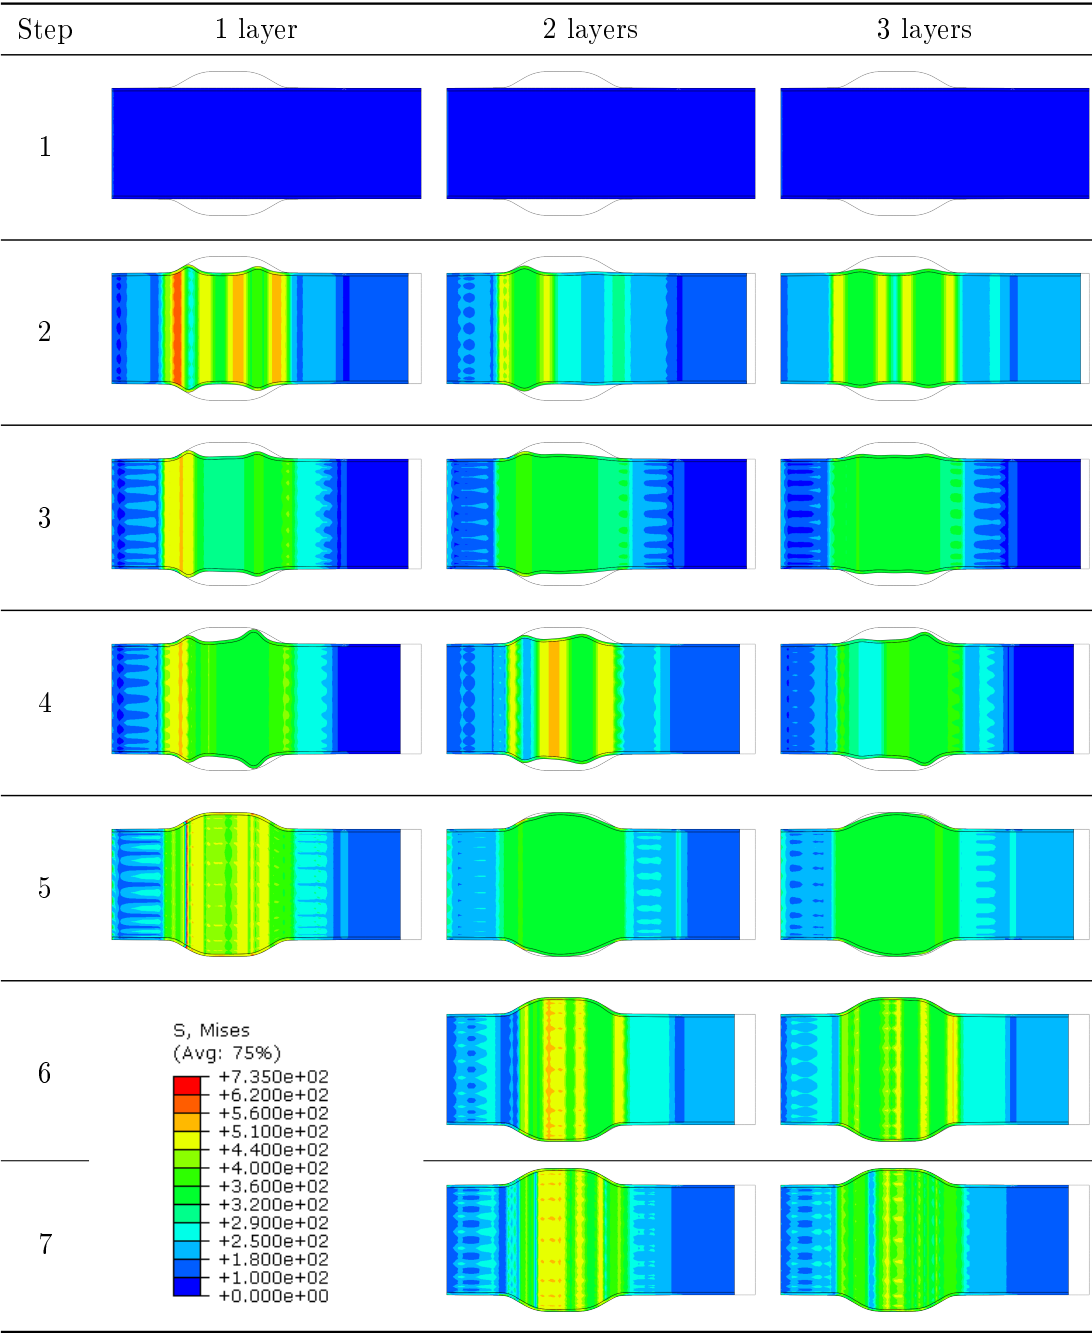 Step 1 layer 2 layers 3 layers
1
2
3
4
5
6
S, Mises
(Avg: 75%)
+7.350e+02
+6.200e+02
+5.600e+02
+5.100e+02
+4.400e+02
+4.000e+02
+3.600e+02
+3.200e+02
+2.900e+02
+2.500e+02
+1.800e+02
+1.000e+02
+0.000e+00
7